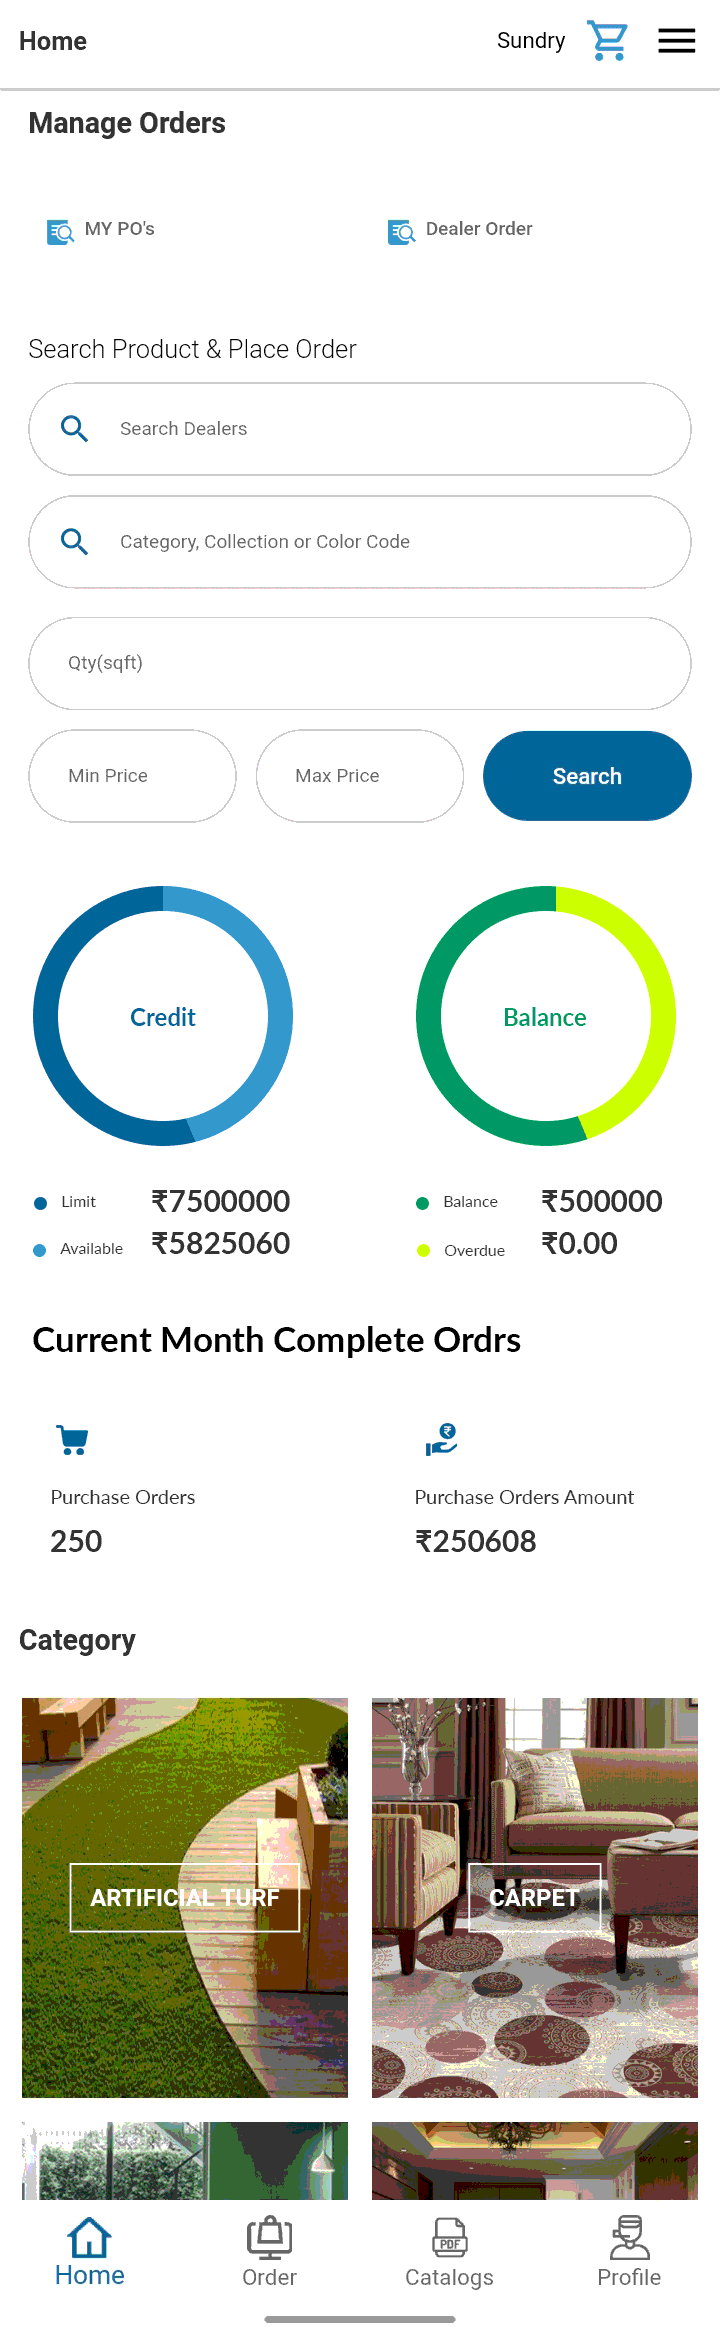 Home
Sundry
Manage Orders
MY PO's
Dealer Order
Search Product & Place Order
Search Dealers
Category, Collection or Color Code
Qty(sqft)
Min Price
Max Price
Search
Credit
Balance
Limit
₹7500000
Available
₹5825060
Balance
₹500000
Overdue
₹0.00
Current Month Complete Ordrs
Purchase Orders
250
Purchase Orders Amount
₹250608
Category
ARTIFICIAL TURF
CARPET
Home
Order
PDF
Catalogs
Profile